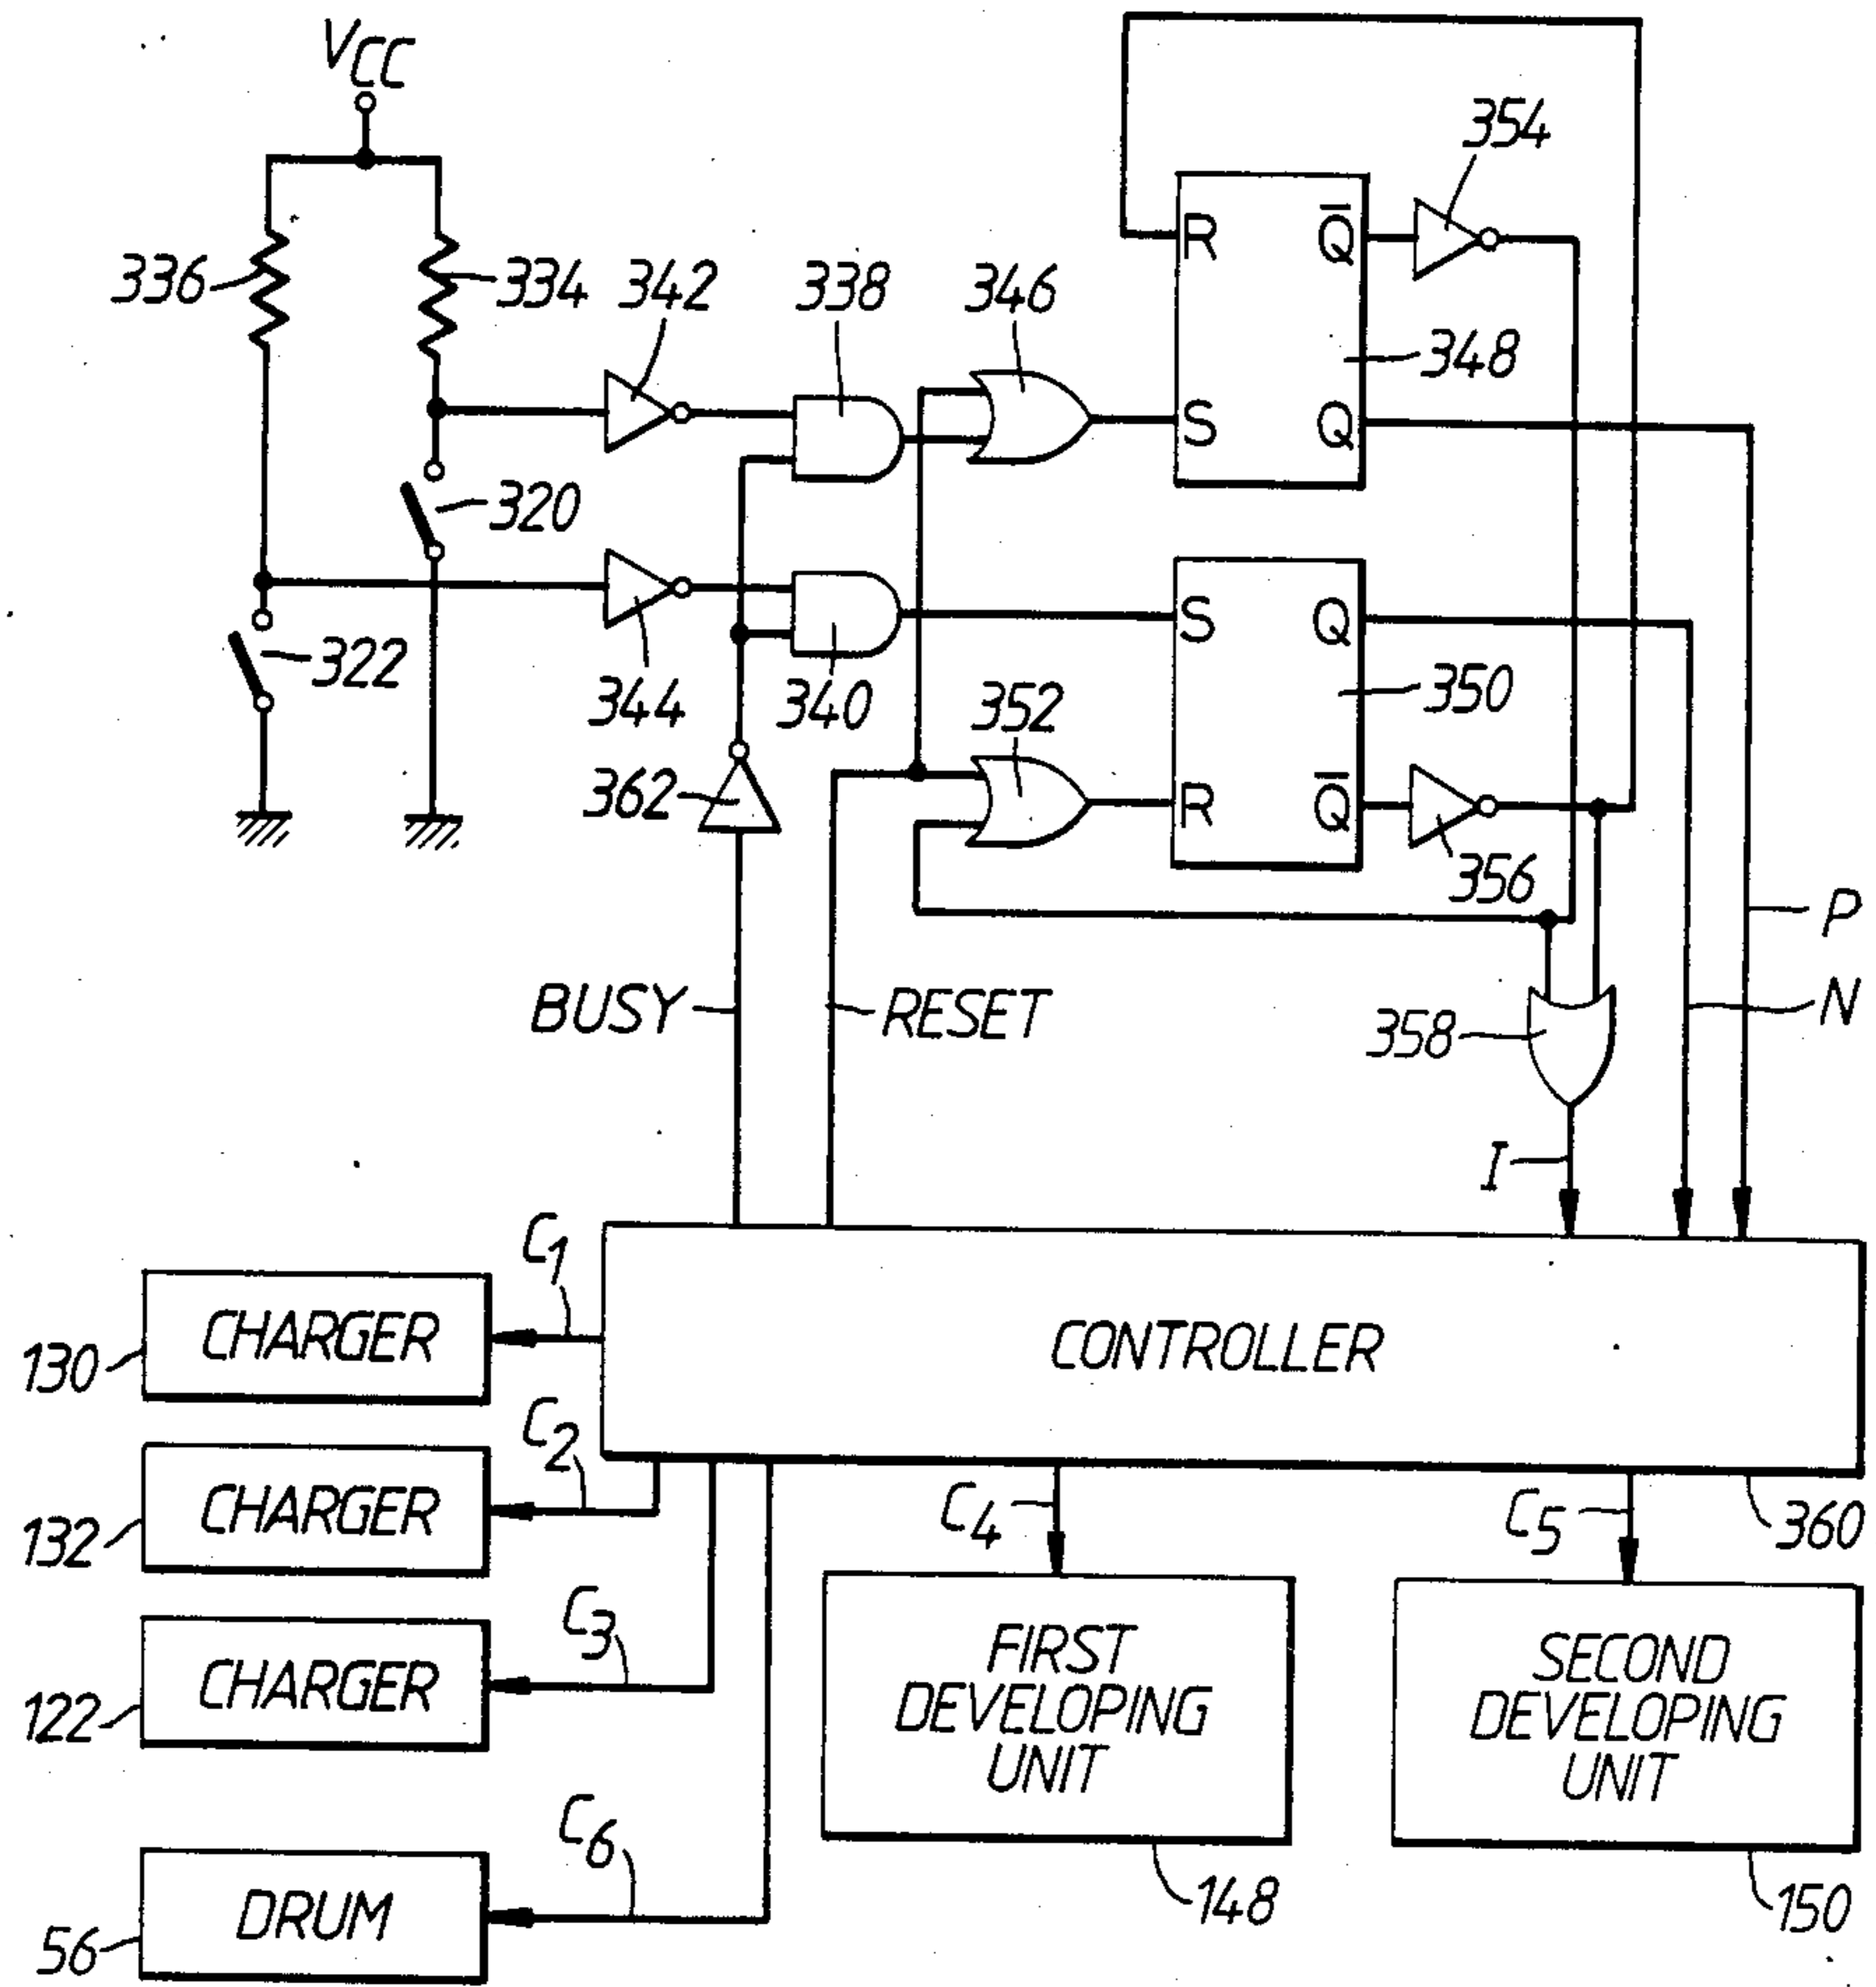 VCC
354
336
334
342
338
346
R
Q̅
348
S
Q
320
322
344
340
S
Q
350
352
362
R
Q̅
356
P
BUSY
RESET
N
358
I
C1
CHARGER
130
CONTROLLER
C2
CHARGER
132
C4
C5
360
C3
CHARGER
122
FIRST
DEVELOPING
UNIT
SECOND
DEVELOPING
UNIT
C6
DRUM
56
148
150